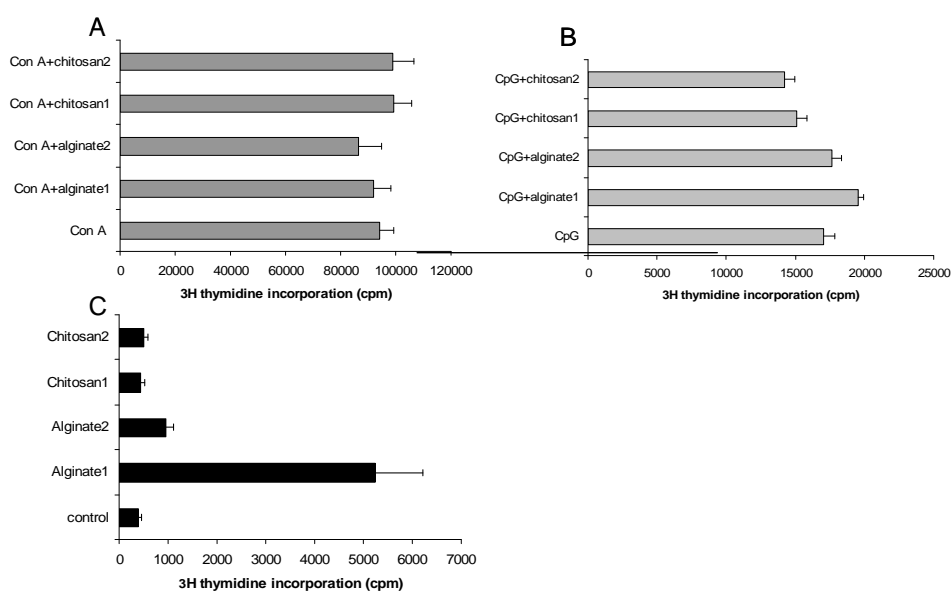 A
Con A+chitosan2
Con A+chitosan1
Con A+alginate2
Con A+alginate1
Con A
0 20000 40000 60000 80000 100000 120000
3H thymidine incorporation (cpm)
B
CpG+chitosan2
CpG+chitosan1
CpG+alginate2
CpG+alginate1
CpG
0 5000 10000 15000 20000 25000
3H thymidine incorporation (cpm)
C
Chitosan2
Chitosan1
Alginate2
Alginate1
control
0 1000 2000 3000 4000 5000 6000 7000
3H thymidine incorporation (cpm)